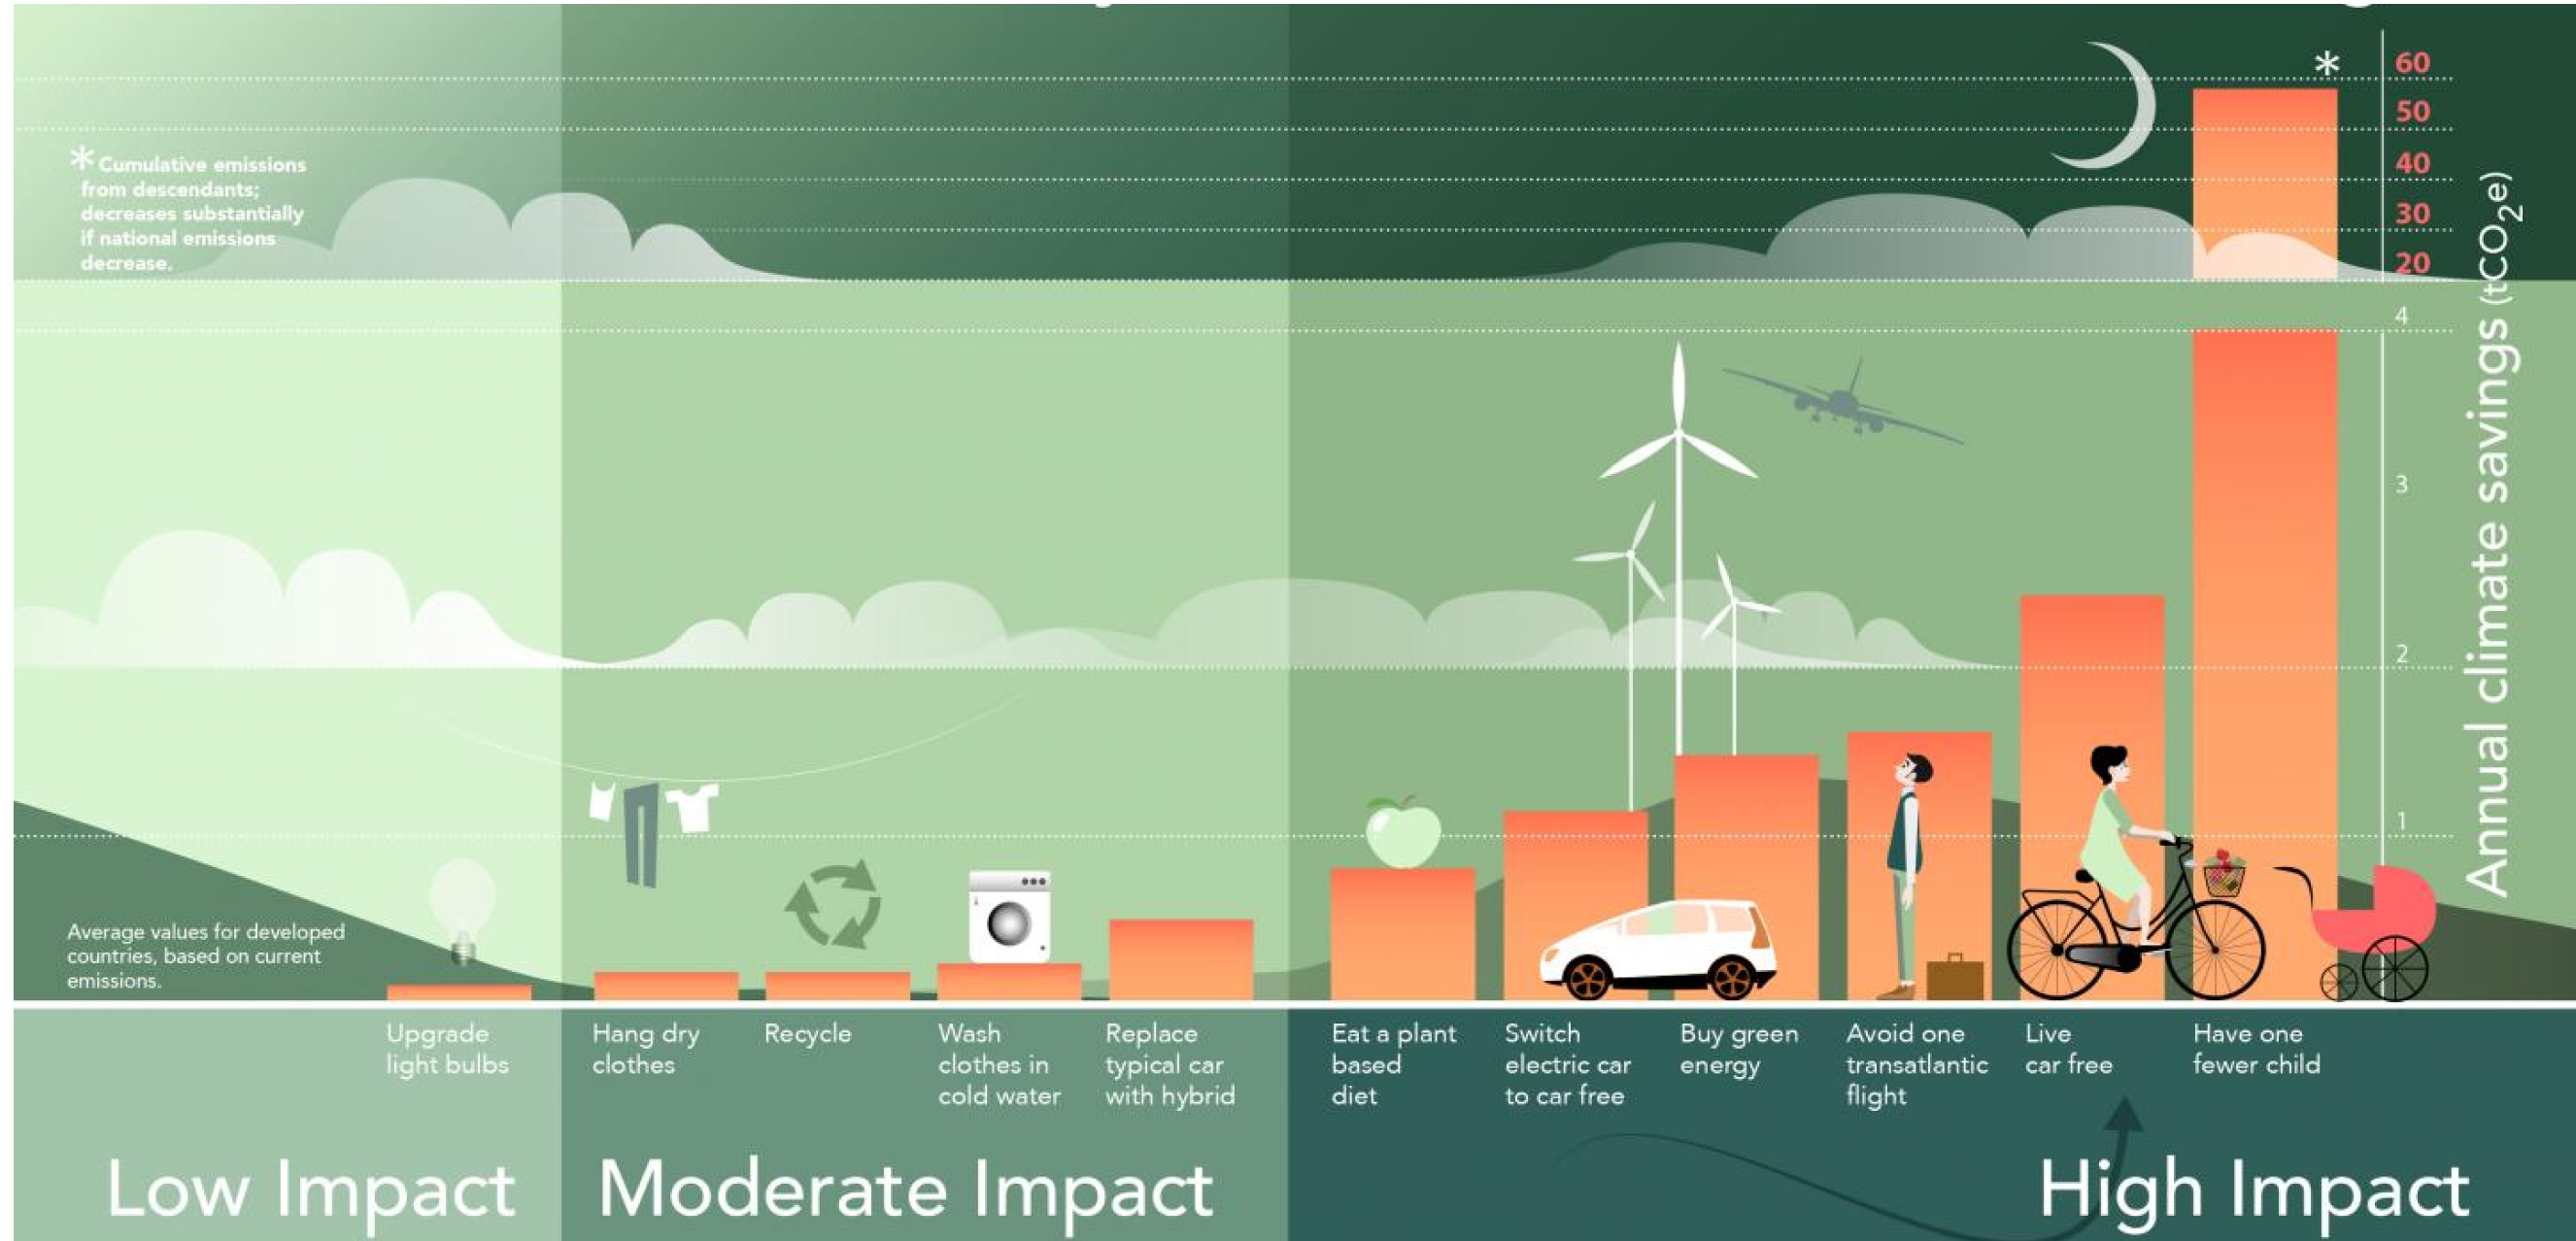 60
50
40
30
20
4
3
2
1
Annual climate savings (tCO2e)
*
* Cumulative emissions
from descendants;
decreases substantially
if national emissions
decrease.
Average values for developed
countries, based on current
emissions.
Upgrade
light bulbs
Hang dry
clothes
Recycle
Wash
clothes in
cold water
Replace
typical car
with hybrid
Eat a plant
based
diet
Switch
electric car
to car free
Buy green
energy
Avoid one
transatlantic
flight
Live
car free
Have one
fewer child
Low Impact
Moderate Impact
High Impact